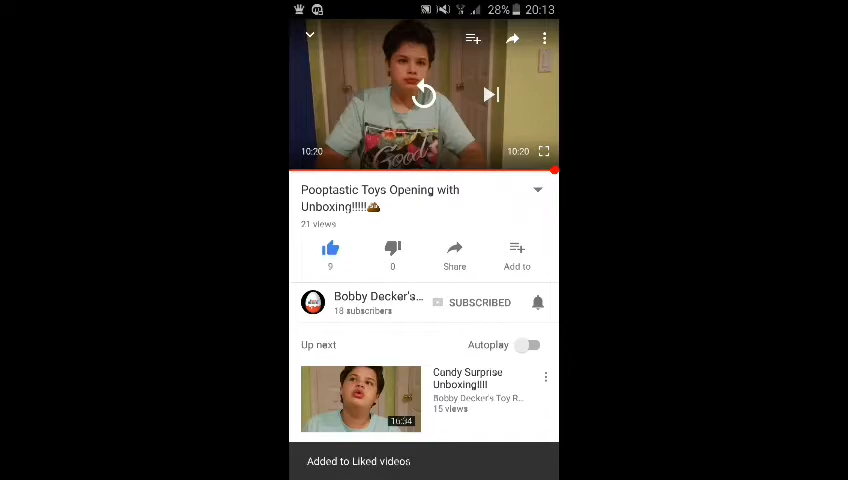 28% 20:13
Good
10:20 10:20
Pooptastic Toys Opening with
Unboxing!!!!!💩
21 views
9 0 Share Add to
Bobby Decker's... SUBSCRIBED
18 subscribers
Up next Autoplay
Candy Surprise
Unboxing!!!!
Bobby Decker's Toy R...
15 views
16:34
Added to Liked videos